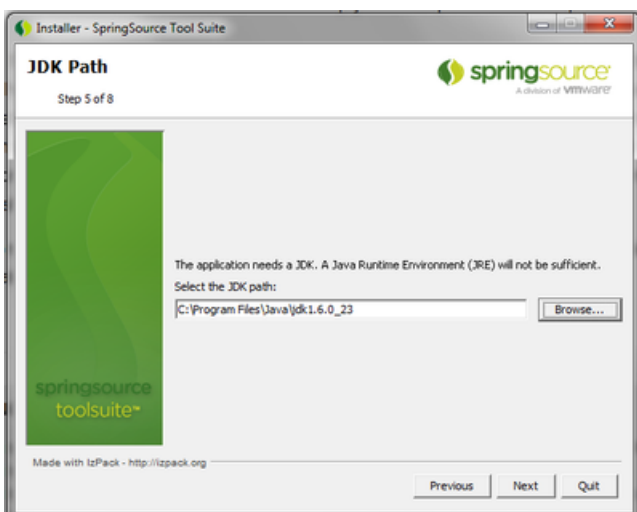 Installer - SpringSource Tool Suite
JDK Path
Step 5 of 8
springsource
A division of vmware
The application needs a JDK. A Java Runtime Environment (JRE) will not be sufficient.
Select the JDK path:
C:\Program Files\Java\jdk1.6.0_23
Browse...
springsource
toolsuite™
Made with IzPack - http://izpack.org
Previous Next Quit